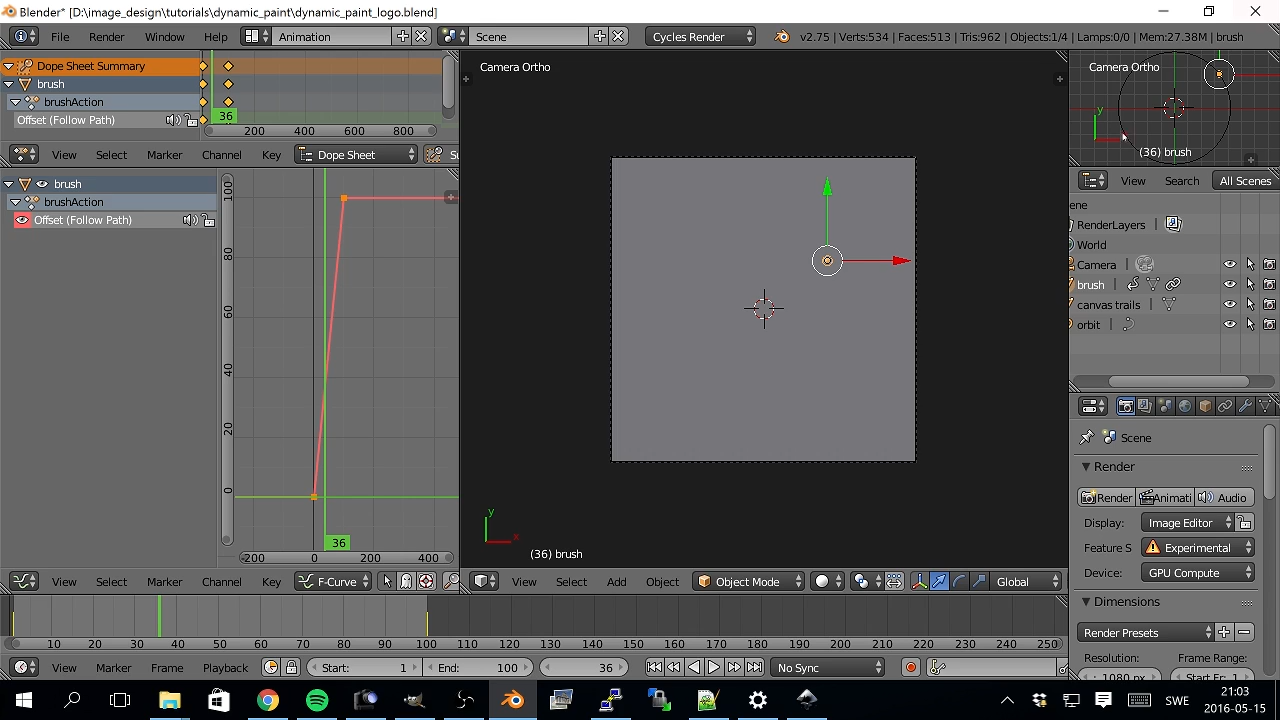 Blender* [D:\image_design\tutorials\dynamic_paint\dynamic_paint_logo.blend]
File Render Window Help Animation Scene Cycles Render v2.75 | Verts:534 | Faces:513 | Tris:962 | Objects:1/4 | Lamps:0/0 | Mem:27.38M | brush
Dope Sheet Summary
brush
brushAction
Offset (Follow Path)
36
200 400 600 800
View Select Marker Channel Key Dope Sheet Su
brush
brushAction
Offset (Follow Path)
100
80
60
40
20
0
36
-200 0 200 400
View Select Marker Channel Key F-Curve
Camera Ortho
y
x
(36) brush
View Select Add Object Object Mode Global
Camera Ortho
y
(36) brush
View Search All Scenes
ene
RenderLayers |
World
Camera |
brush |
canvas trails |
orbit |
Scene
Render
Render Animati Audio
Display: Image Editor
Feature S Experimental
Device: GPU Compute
Dimensions
Render Presets
Resolution: Frame Range:
1080 px Start Fr: 1
0 10 20 30 40 50 60 70 80 90 100 110 120 130 140 150 160 170 180 190 200 210 220 230 240 250
View Marker Frame Playback Start: 1 End: 100 36 No Sync
SWE
21:03
2016-05-15